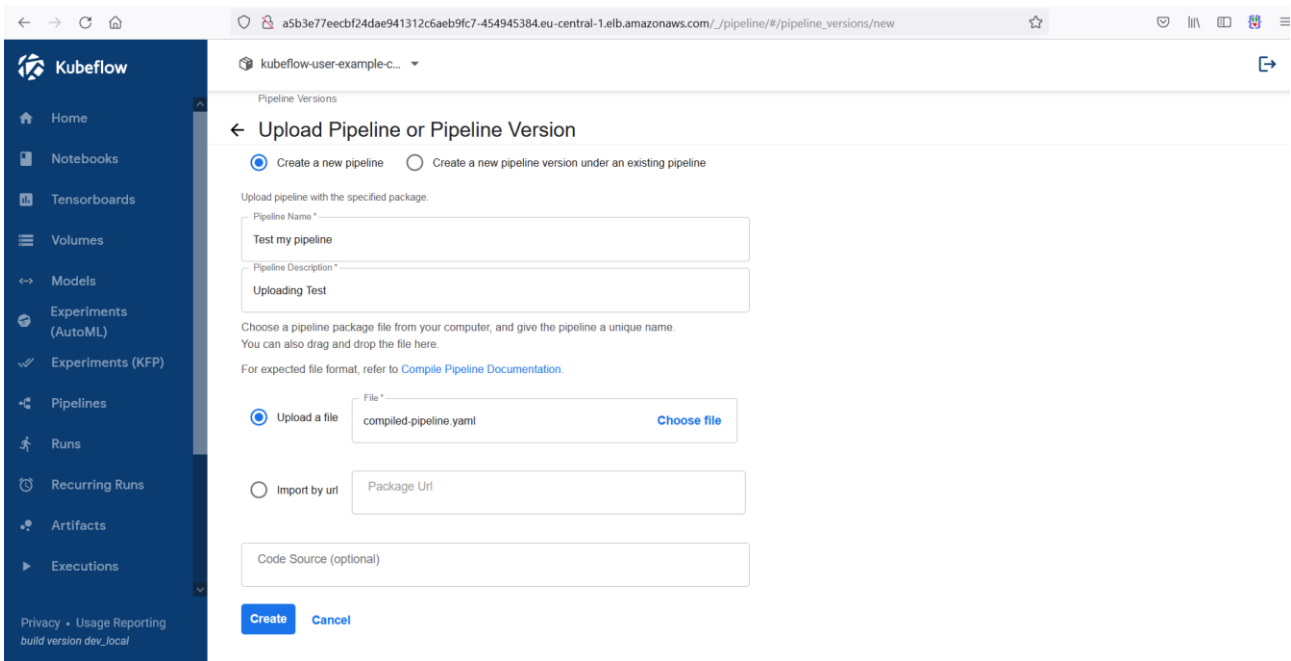 a5b3e77eecbf24dae941312c6aeb9fc7-454945384.eu-central-1.elb.amazonaws.com/_/pipeline/#/pipeline_versions/new
Kubeflow
kubeflow-user-example-c...
Home
Notebooks
Tensorboards
Volumes
Models
Experiments
(AutoML)
Experiments (KFP)
Pipelines
Runs
Recurring Runs
Artifacts
Executions
Privacy • Usage Reporting
build version dev_local
Pipeline Versions
Upload Pipeline or Pipeline Version
Create a new pipeline
Create a new pipeline version under an existing pipeline
Upload pipeline with the specified package.
Pipeline Name *
Test my pipeline
Pipeline Description *
Uploading Test
Choose a pipeline package file from your computer, and give the pipeline a unique name.
You can also drag and drop the file here.
For expected file format, refer to Compile Pipeline Documentation.
Upload a file
File *
compiled-pipeline.yaml
Choose file
Import by url
Package Url
Code Source (optional)
Create
Cancel